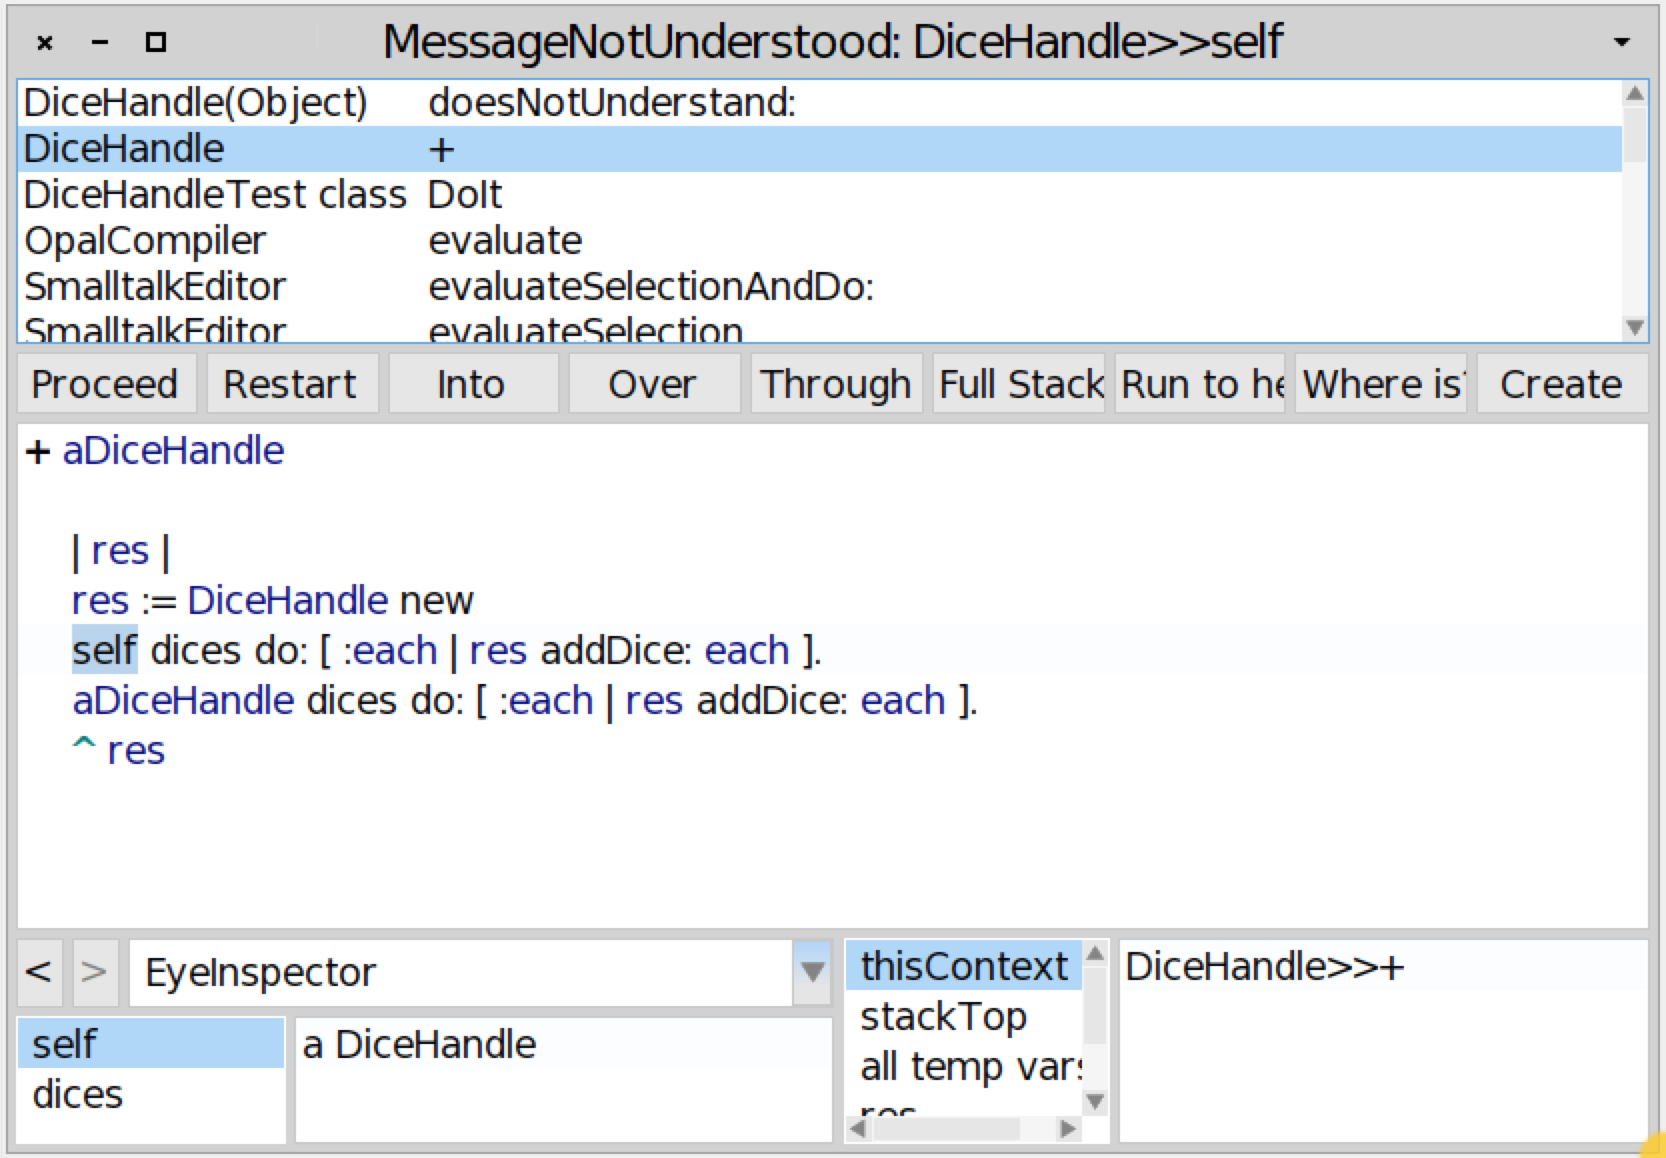 MessageNotUnderstood: DiceHandle>>self
DiceHandle(Object) doesNotUnderstand:
DiceHandle +
DiceHandleTest class DoIt
OpalCompiler evaluate
SmalltalkEditor evaluateSelectionAndDo:
SmalltalkEditor evaluateSelection
Proceed Restart Into Over Through Full Stack Run to he Where is? Create
+ aDiceHandle
| res |
res := DiceHandle new
self dices do: [ :each | res addDice: each ].
aDiceHandle dices do: [ :each | res addDice: each ].
^ res
< > EyeInspector
self
dices
a DiceHandle
thisContext
stackTop
all temp vars
res
DiceHandle>>+